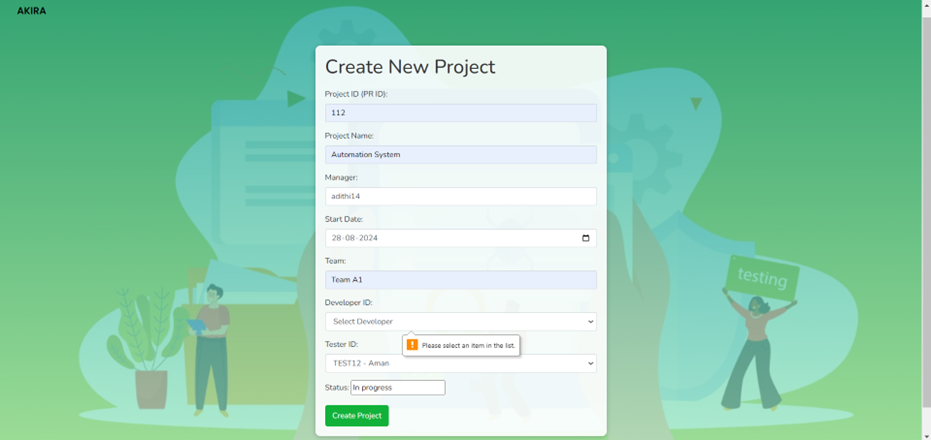 AKIRA
Create New Project
Project ID (PR ID):
112
Project Name:
Automation System
Manager:
adithi14
Start Date:
28-08-2024
Team:
Team A1
Developer ID:
Select Developer
Please select an item in the list.
Tester ID:
TEST12 - Aman
Status: In progress
Create Project
testing